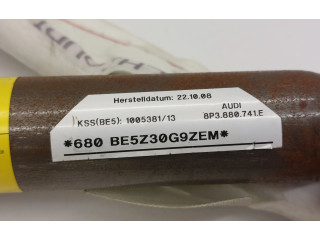 Herstelldatum: 22.10.08
AUDI
KSS(BE5): 1005381/13 8P3.880.741.E
*680 BE5Z30G9ZEM*